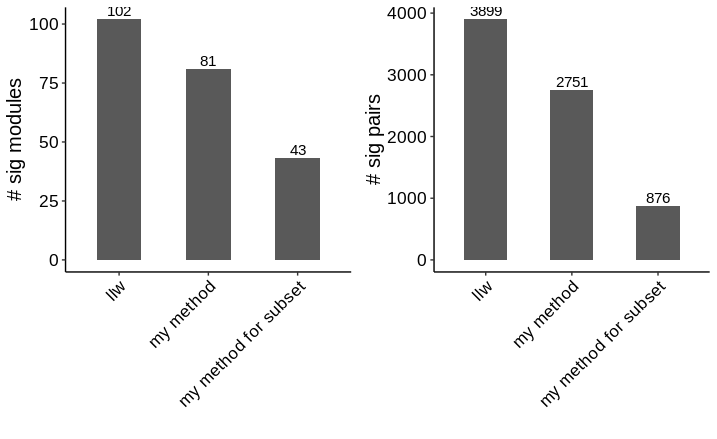 # sig modules
100
75
50
25
0
102
81
43
llw
my method
my method for subset
# sig pairs
4000
3000
2000
1000
0
3899
2751
876
llw
my method
my method for subset